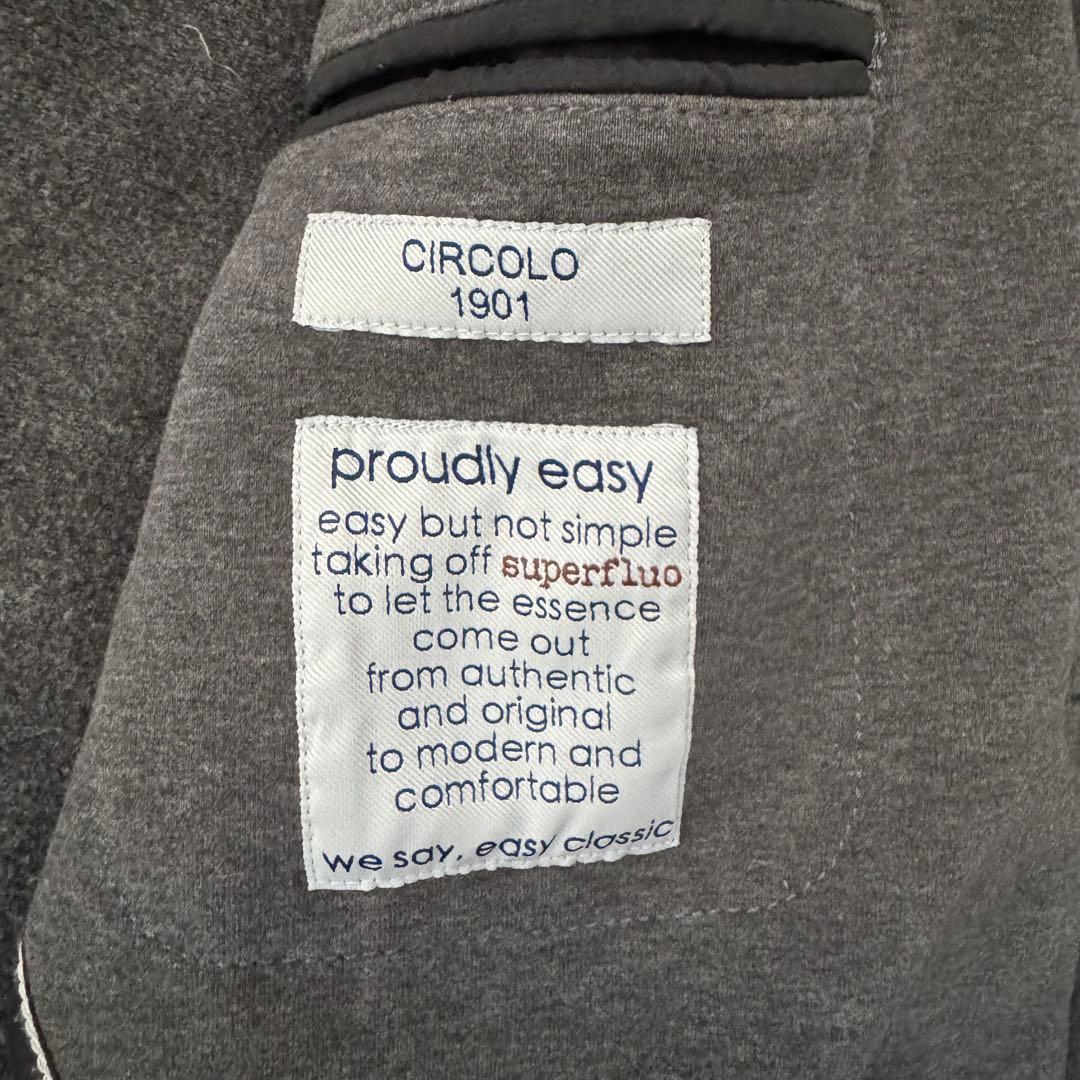 CIRCOLO
1901
proudly easy
easy but not simple
taking off superfluo
to let the essence
come out
from authentic
and original
to modern and
comfortable
we say, easy classic